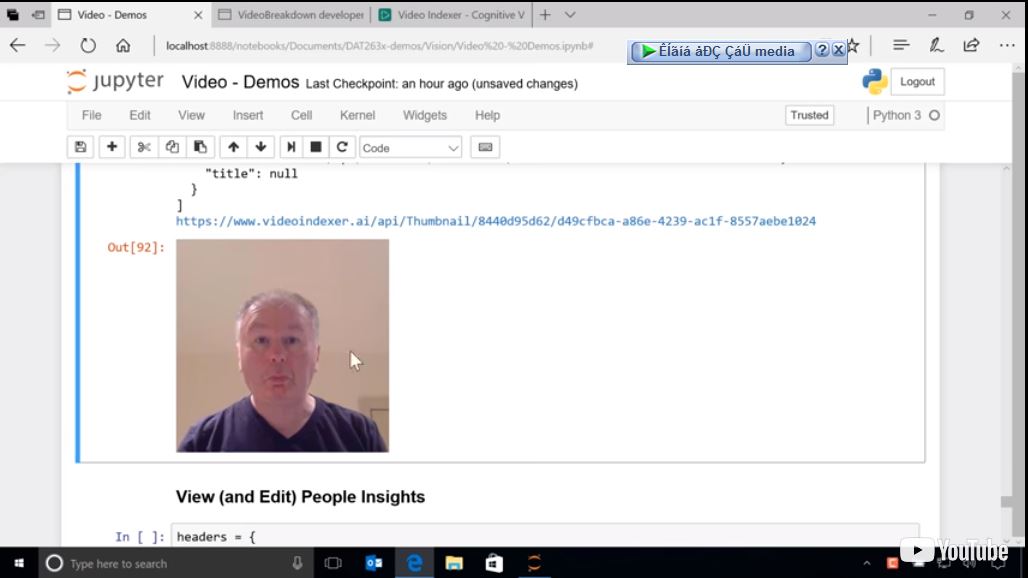 Video - Demos
VideoBreakdown developer
Video Indexer - Cognitive V
localhost:8888/notebooks/Documents/DAT263x-demos/Vision/Video%20-%20Demos.ipynb#
ÊÍãíá åÐÇ ÇáÜ media
jupyter Video - Demos Last Checkpoint: an hour ago (unsaved changes)
Logout
File Edit View Insert Cell Kernel Widgets Help
Trusted
Python 3
Code
"title": null
}
]
https://www.videoindexer.ai/api/Thumbnail/8440d95d62/d49cfbca-a86e-4239-ac1f-8557aebe1024
Out[92]:
View (and Edit) People Insights
In [ ]: headers = {
Type here to search
YouTube